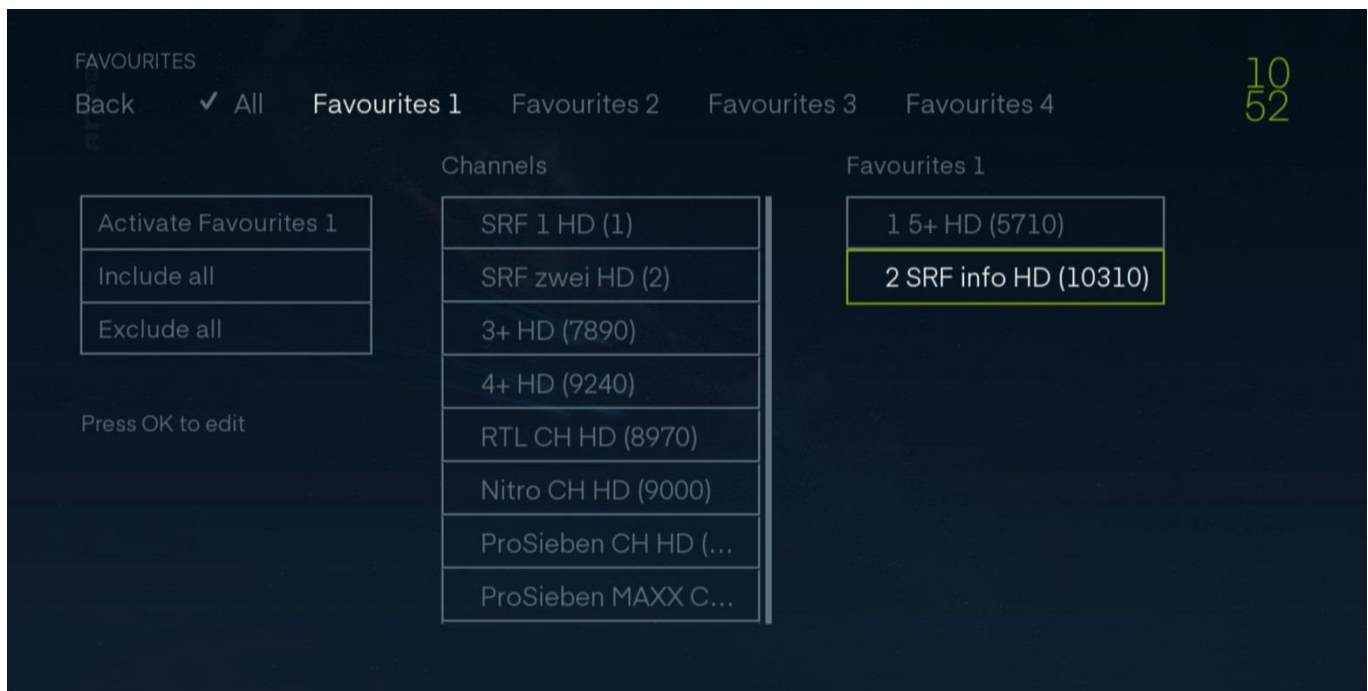 FAVOURITES
Back ✓ All Favourites 1 Favourites 2 Favourites 3 Favourites 4
10
52
Channels
Favourites 1
Activate Favourites 1
Include all
Exclude all
Press OK to edit
SRF 1 HD (1)
SRF zwei HD (2)
3+ HD (7890)
4+ HD (9240)
RTL CH HD (8970)
Nitro CH HD (9000)
ProSieben CH HD (...
ProSieben MAXX C...
1 5+ HD (5710)
2 SRF info HD (10310)